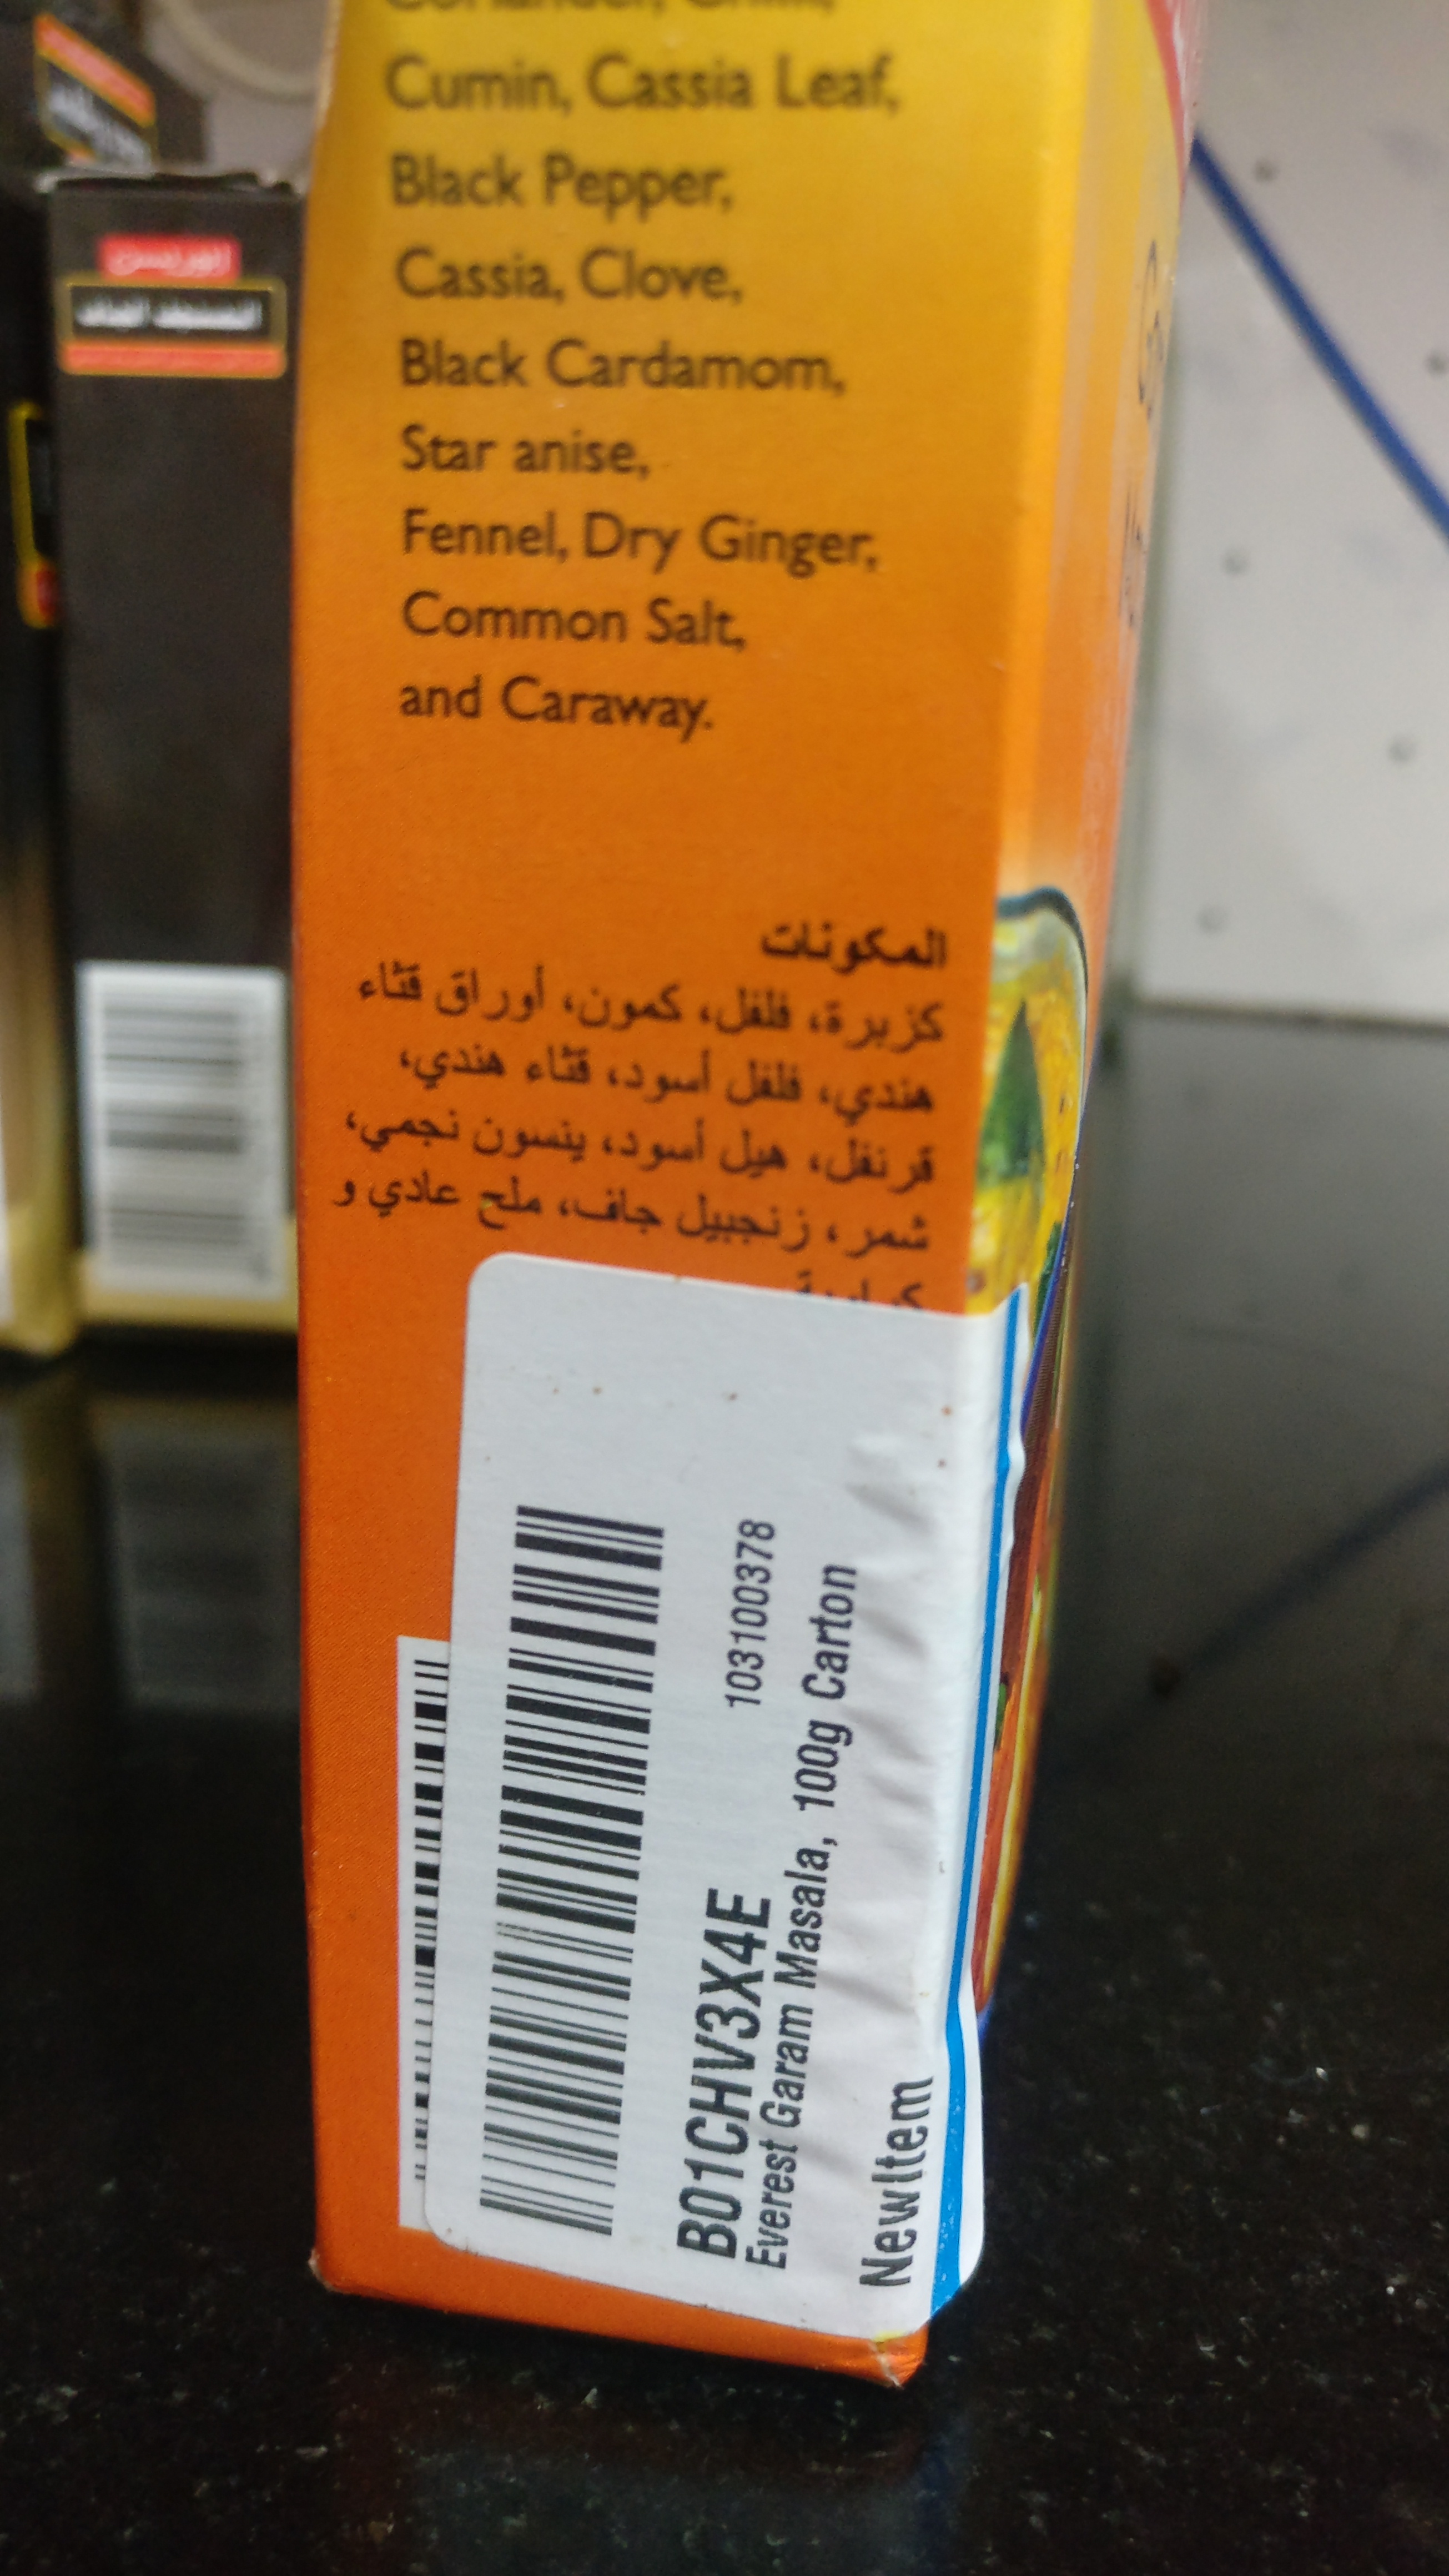 Coriander, Chilli,
Cumin, Cassia Leaf,
Black Pepper,
Cassia, Clove,
Black Cardamom,
Star anise,
Fennel, Dry Ginger,
Common Salt,
and Caraway.
المكونات
كزبرة، فلفل، كمون، أوراق قثاء
هندي، فلفل أسود، قثاء هندي،
قرنفل، هيل أسود، ينسون نجمي،
شمر، زنجبيل جاف، ملح عادي و
103100378
B01CHV3X4E
Everest Garam Masala, 100g Carton
NewItem